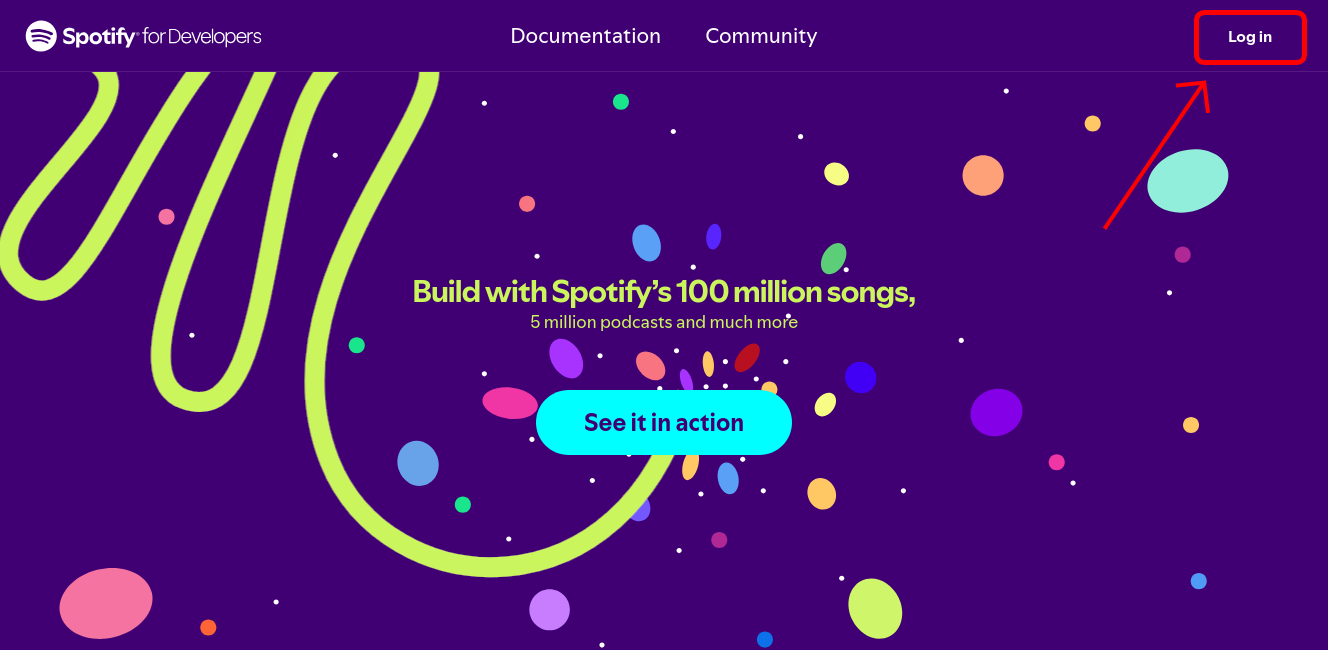 Spotify® for Developers
Documentation
Community
Log in
Build with Spotify’s 100 million songs,
5 million podcasts and much more
See it in action